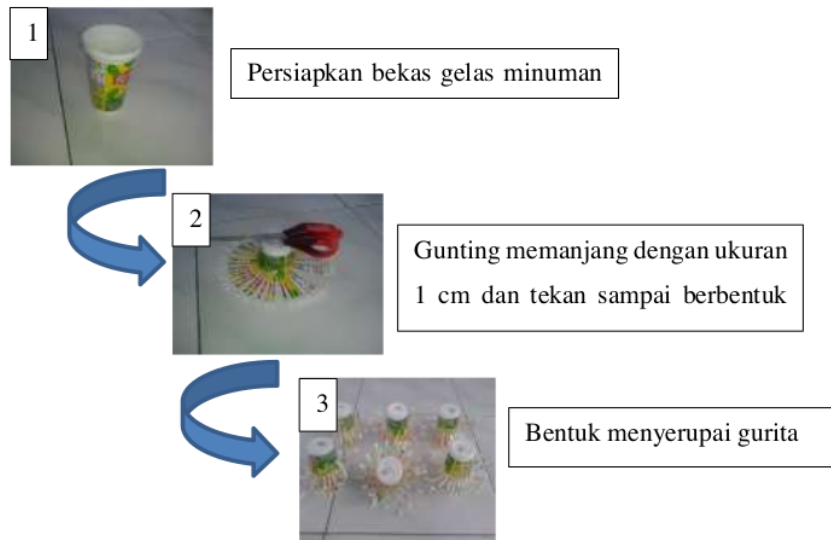 1
Persiapkan bekas gelas minuman
2
Gunting memanjang dengan ukuran
1 cm dan tekan sampai berbentuk
3
Bentuk menyerupai gurita